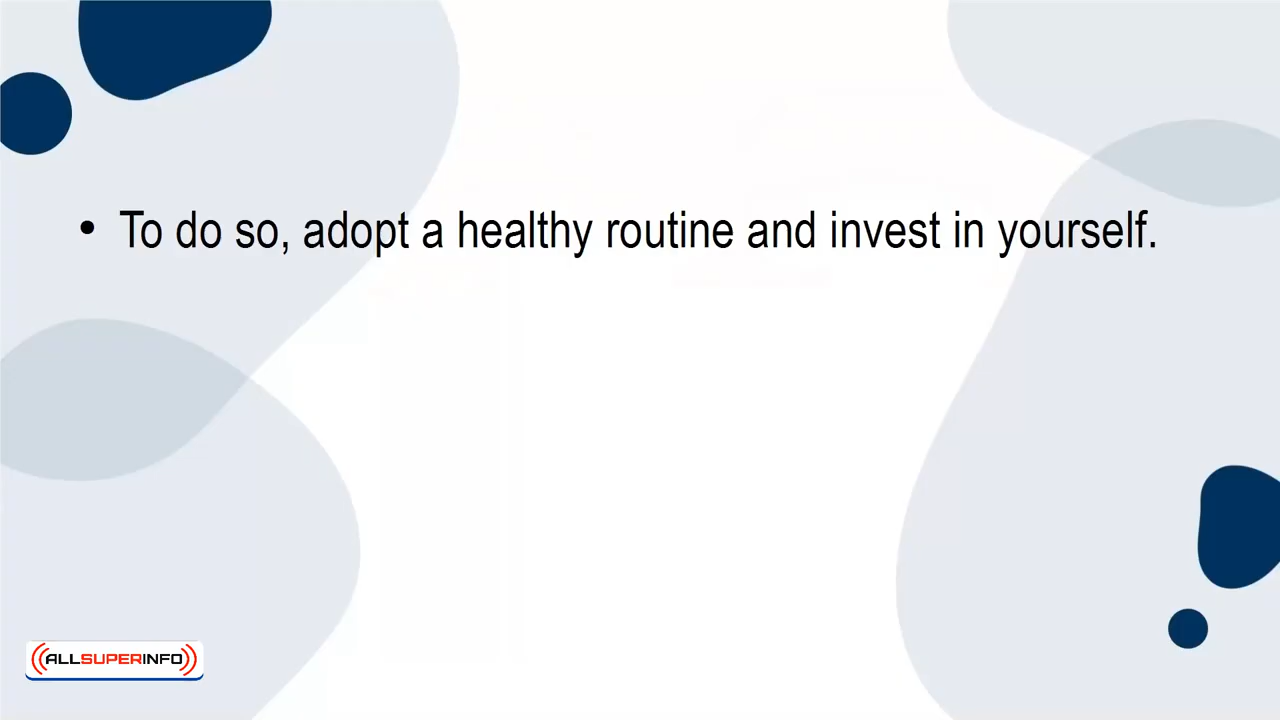 • To do so, adopt a healthy routine and invest in yourself.
ALLSUPERINFO